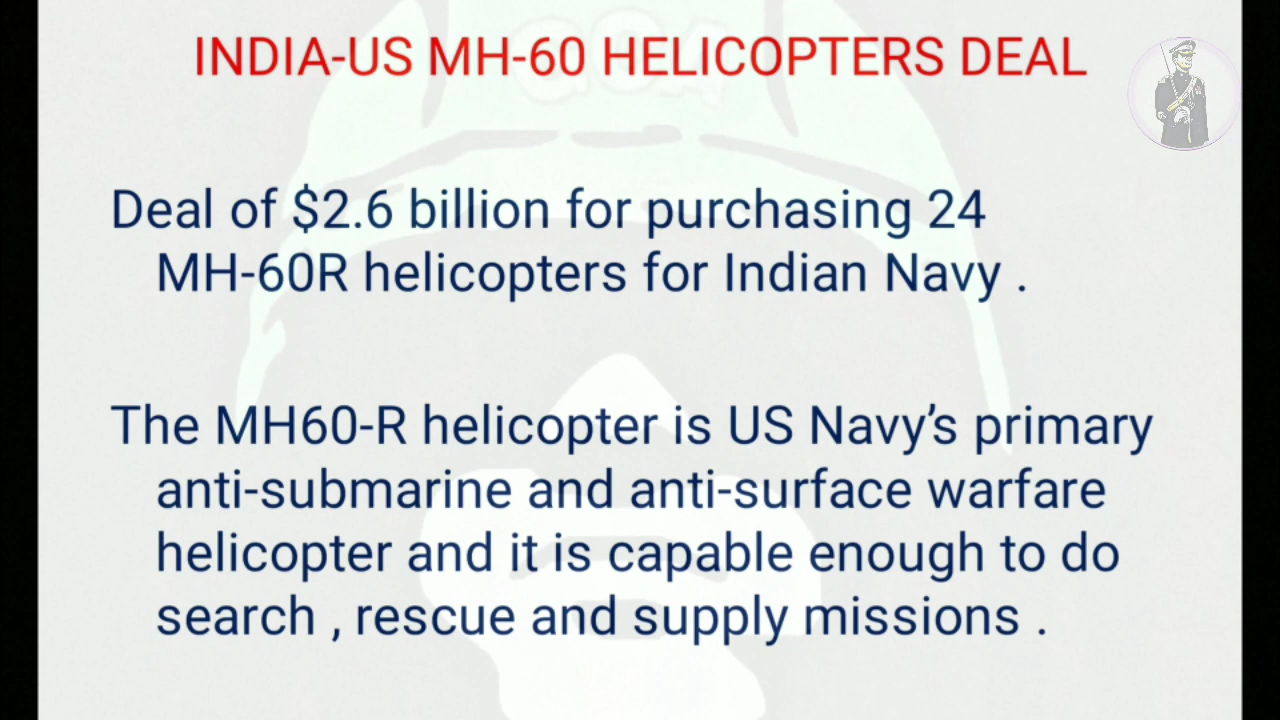 INDIA-US MH-60 HELICOPTERS DEAL
Deal of $2.6 billion for purchasing 24
MH-60R helicopters for Indian Navy .
The MH60-R helicopter is US Navy’s primary
anti-submarine and anti-surface warfare
helicopter and it is capable enough to do
search , rescue and supply missions .